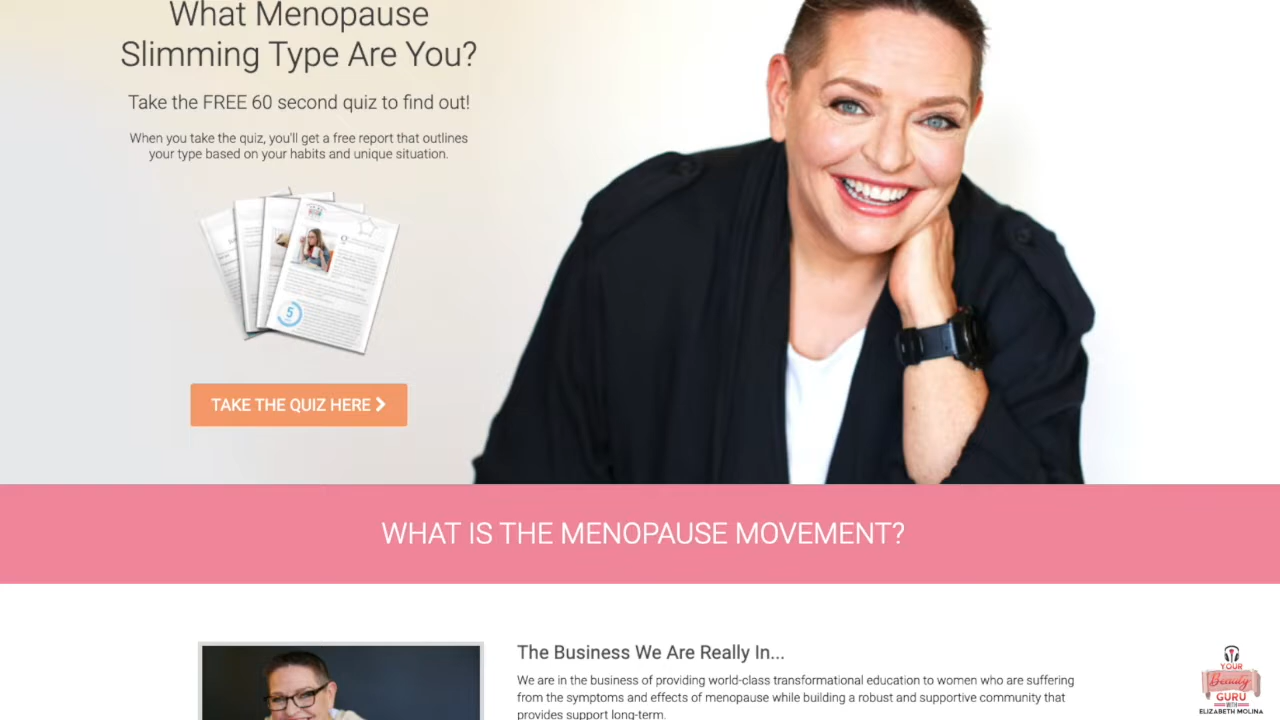 What Menopause
Slimming Type Are You?
Take the FREE 60 second quiz to find out!
When you take the quiz, you'll get a free report that outlines
your type based on your habits and unique situation.
5
TAKE THE QUIZ HERE
WHAT IS THE MENOPAUSE MOVEMENT?
The Business We Are Really In...
We are in the business of providing world-class transformational education to women who are suffering
from the symptoms and effects of menopause while building a robust and supportive community that
provides support long-term.
YOUR
Beauty
GURU
WITH
ELIZABETH MOLINA